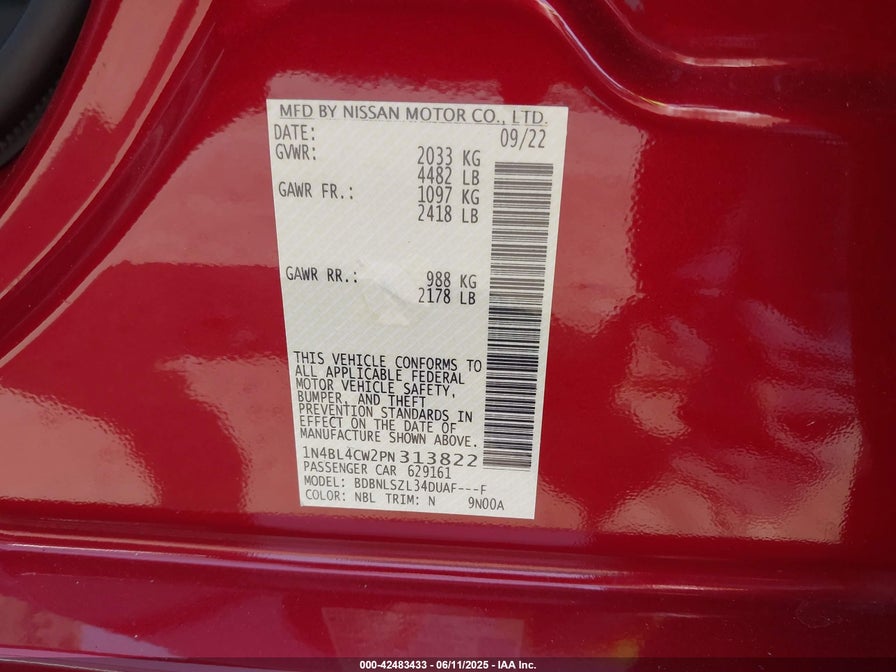 MFD BY NISSAN MOTOR CO., LTD.
DATE: 09/22
GVWR: 2033 KG
4482 LB
GAWR FR.: 1097 KG
2418 LB
GAWR RR.: 988 KG
2178 LB
THIS VEHICLE CONFORMS TO
ALL APPLICABLE FEDERAL
MOTOR VEHICLE SAFETY,
BUMPER, AND THEFT
PREVENTION STANDARDS IN
EFFECT ON THE DATE OF
MANUFACTURE SHOWN ABOVE.
1N4BL4CW2PN313822
PASSENGER CAR 629161
MODEL: BDBNLSZL34DUAF---F
COLOR: NBL TRIM: N 9N00A
000-42483433 - 06/11/2025 - IAA Inc.